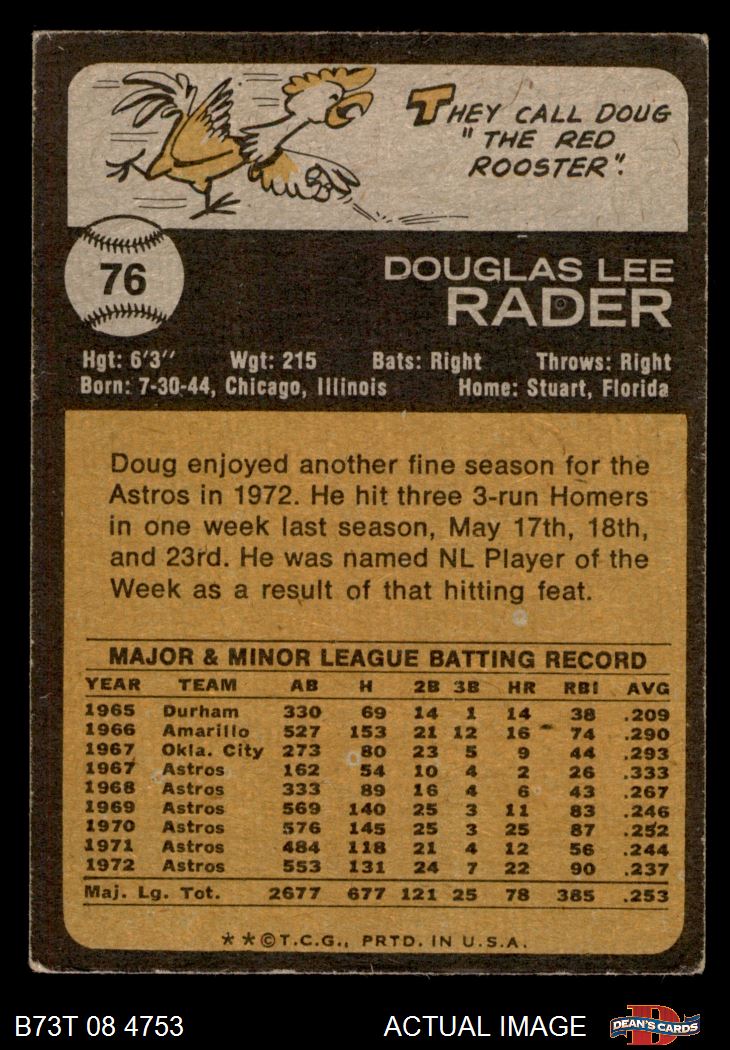 THEY CALL DOUG
"THE RED
ROOSTER".
76
DOUGLAS LEE
RADER
Hgt: 6'3" Wgt: 215 Bats: Right Throws: Right
Born: 7-30-44, Chicago, Illinois Home: Stuart, Florida
Doug enjoyed another fine season for the
Astros in 1972. He hit three 3-run Homers
in one week last season, May 17th, 18th,
and 23rd. He was named NL Player of the
Week as a result of that hitting feat.
MAJOR & MINOR LEAGUE BATTING RECORD
YEAR TEAM AB H 2B 3B HR RBI AVG
1965 Durham 330 69 14 1 14 38 .209
1966 Amarillo 527 153 21 12 16 74 .290
1967 Okla. City 273 80 23 5 9 44 .293
1967 Astros 162 54 10 4 2 26 .333
1968 Astros 333 89 16 4 6 43 .267
1969 Astros 569 140 25 3 11 83 .246
1970 Astros 576 145 25 3 25 87 .252
1971 Astros 484 118 21 4 12 56 .244
1972 Astros 553 131 24 7 22 90 .237
Maj. Lg. Tot. 2677 677 121 25 78 385 .253
**©T.C.G., PRTD. IN U.S.A.
B73T 08 4753 ACTUAL IMAGE DEAN'S CARDS